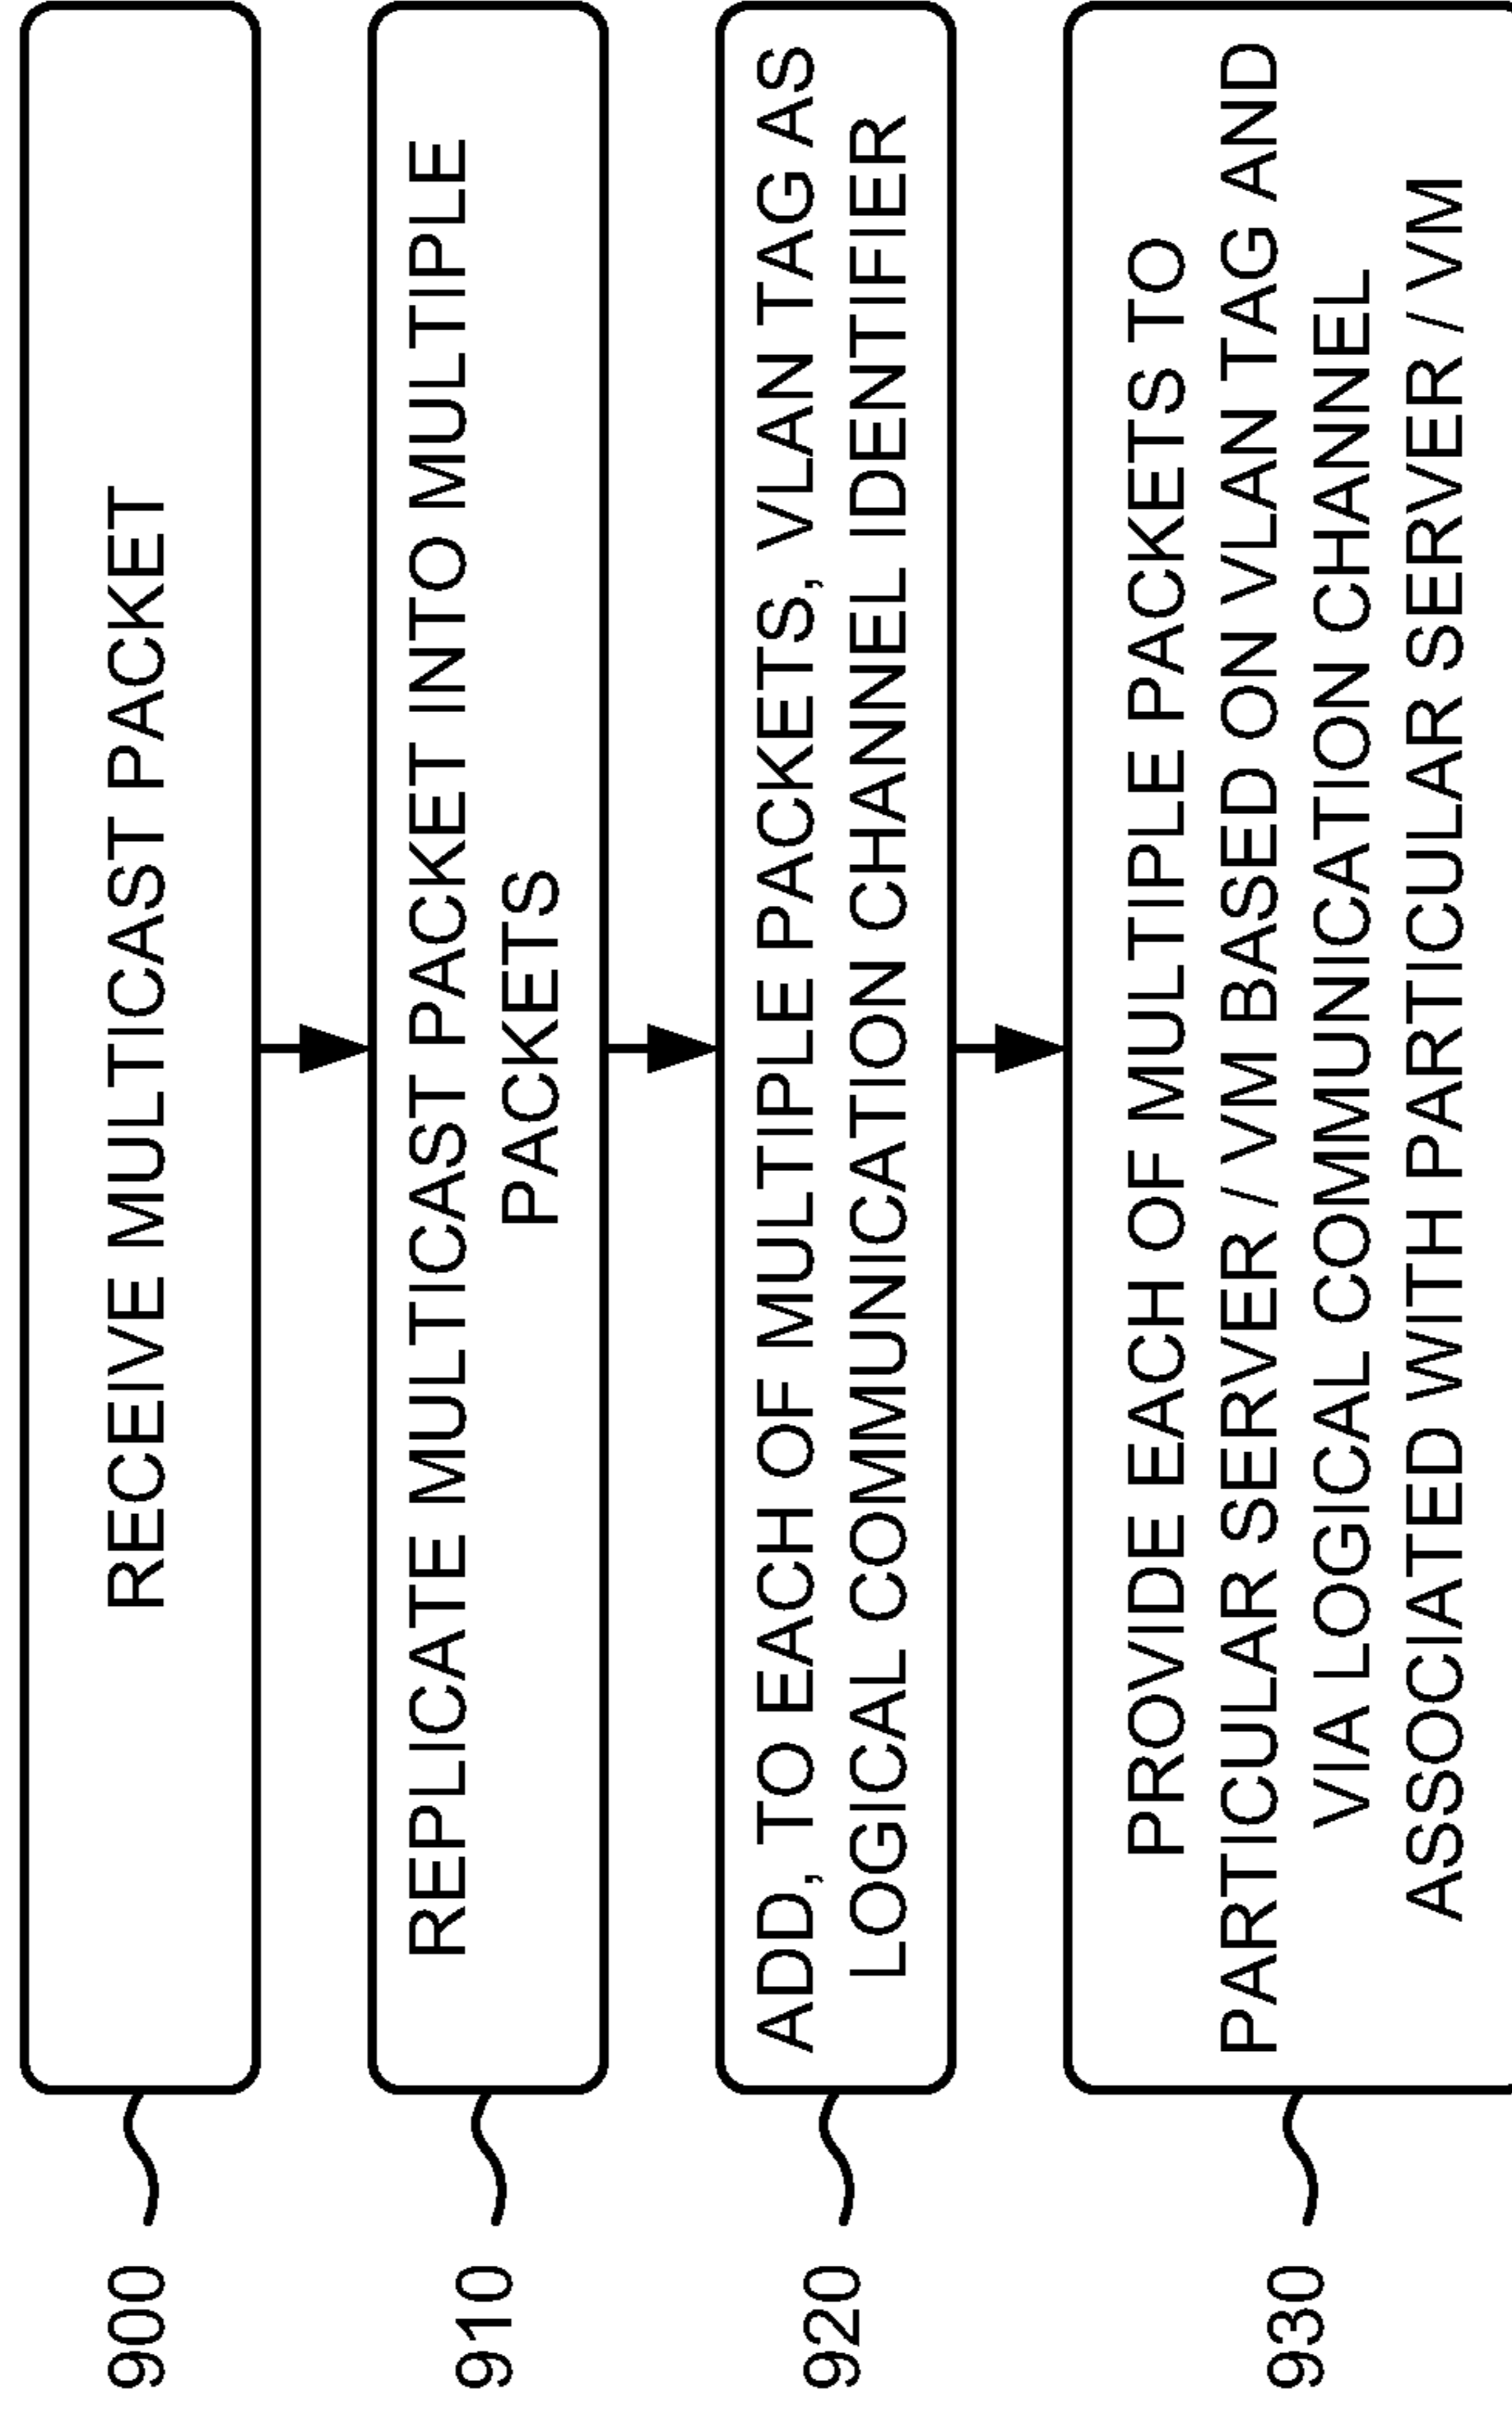 900
RECEIVE MULTICAST PACKET
910
REPLICATE MULTICAST PACKET INTO MULTIPLE
PACKETS
920
ADD, TO EACH OF MULTIPLE PACKETS, VLAN TAG AS
LOGICAL COMMUNICATION CHANNEL IDENTIFIER
930
PROVIDE EACH OF MULTIPLE PACKETS TO
PARTICULAR SERVER / VM BASED ON VLAN TAG AND
VIA LOGICAL COMMUNICATION CHANNEL
ASSOCIATED WITH PARTICULAR SERVER / VM